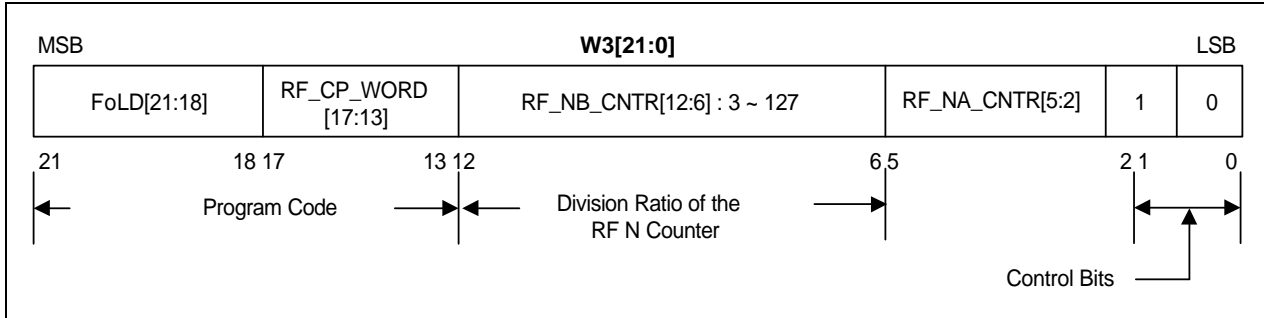 MSB W3[21:0] LSB
FoLD[21:18] RF_CP_WORD [17:13] RF_NB_CNTR[12:6] : 3 ~ 127 RF_NA_CNTR[5:2] 1 0
21 18 17 13 12 6 5 2 1 0
Program Code Division Ratio of the
RF N Counter
Control Bits